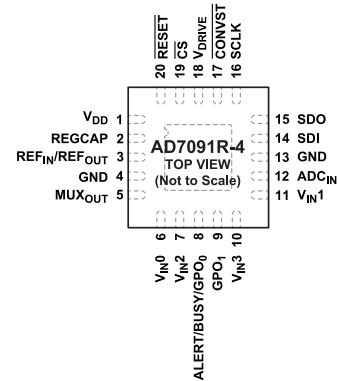 20 RESET
19 CS
18 VDRIVE
17 CONVST
16 SCLK
VDD 1
REGCAP 2
REFIN/REFOUT 3
GND 4
MUXOUT 5
AD7091R-4
TOP VIEW
(Not to Scale)
15 SDO
14 SDI
13 GND
12 ADCIN
11 VIN1
6 VIN0
7 VIN2
8 ALERT/BUSY/GPO0
9 GPO1
10 VIN3